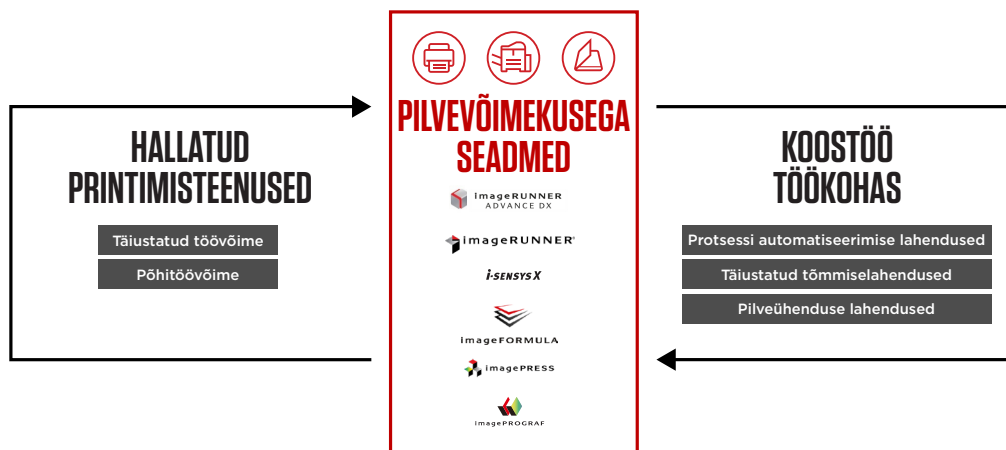 HALLATUD
PRINTIMISTEENUSED
Täiustatud töövõime
Põhitöövõime
PILVEVÕIMEKUSEGA
SEADMED
imageRUNNER
ADVANCE DX
imageRUNNER®
i-SENSYS X
imageFORMULA
imagePRESS
imagePROGRAF
KOOSTÖÖ
TÖÖKOHAS
Protsessi automatiseerimise lahendused
Täiustatud tõmmiselahendused
Pilveühenduse lahendused